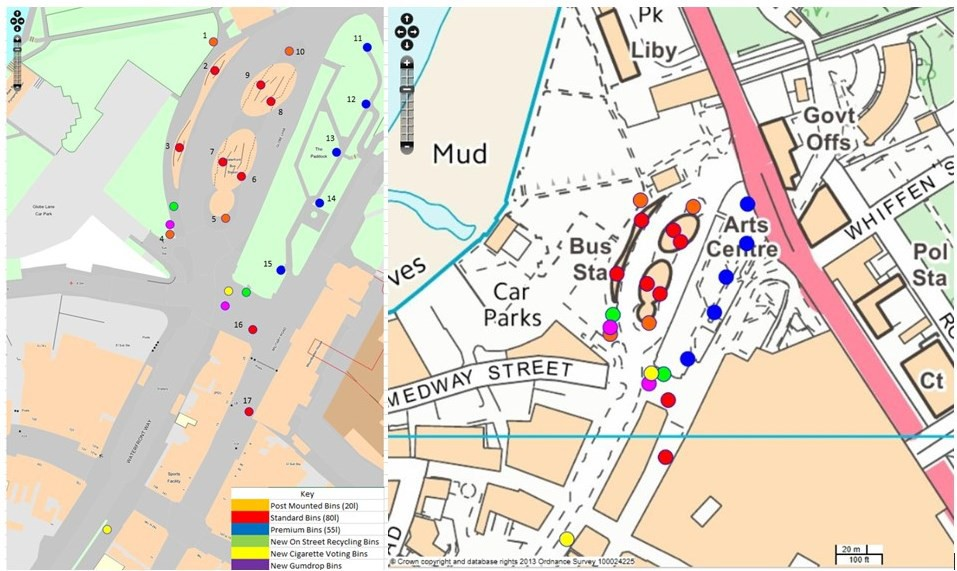 1
10
11
2
9
8
12
3
7
6
13
The
Paddock
14
Globe Lane
Car Park
4
5
15
16
17
WATERFRONT WAY
Sports
Facility
Key
Post Mounted Bins (20l)
Standard Bins (80l)
Premium Bins (55l)
New On Street Recycling Bins
New Cigarette Voting Bins
New Gumdrop Bins
Pk
Liby
Govt
Offs
Mud
WHIFFEN'S
Arts
Centre
Bus
Sta
Pol
Sta
ves
Car
Parks
MEDWAY STREET
Ct
20 m
100 ft
© Crown copyright and database rights 2013 Ordnance Survey 100024225